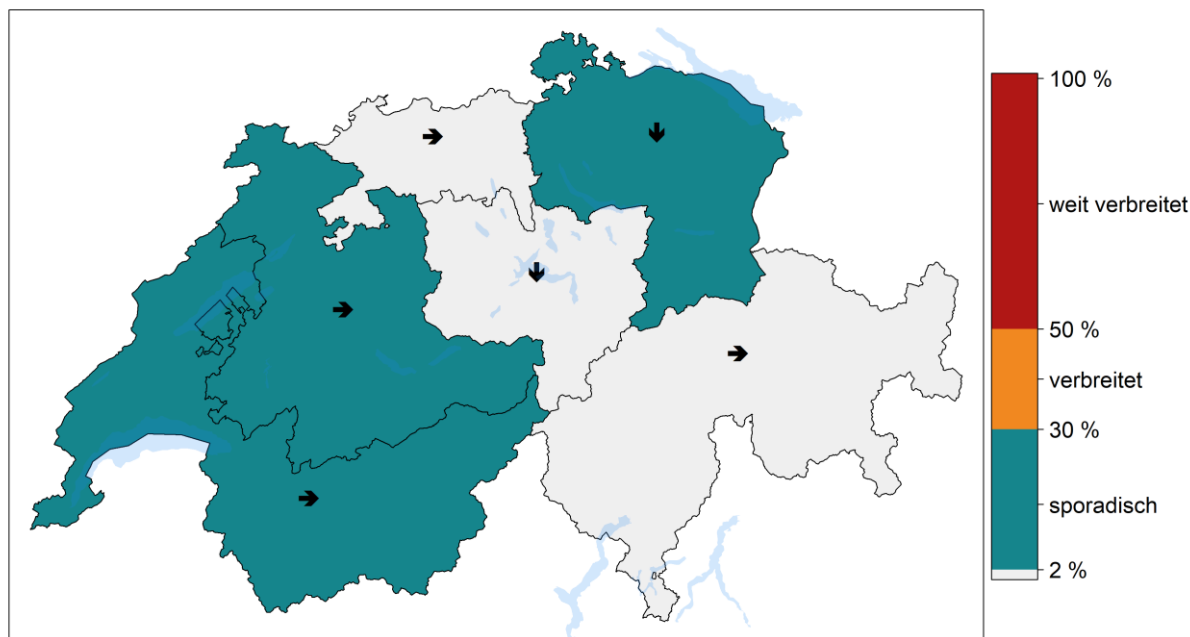 100 %
weit verbreitet
50 %
verbreitet
30 %
sporadisch
2 %